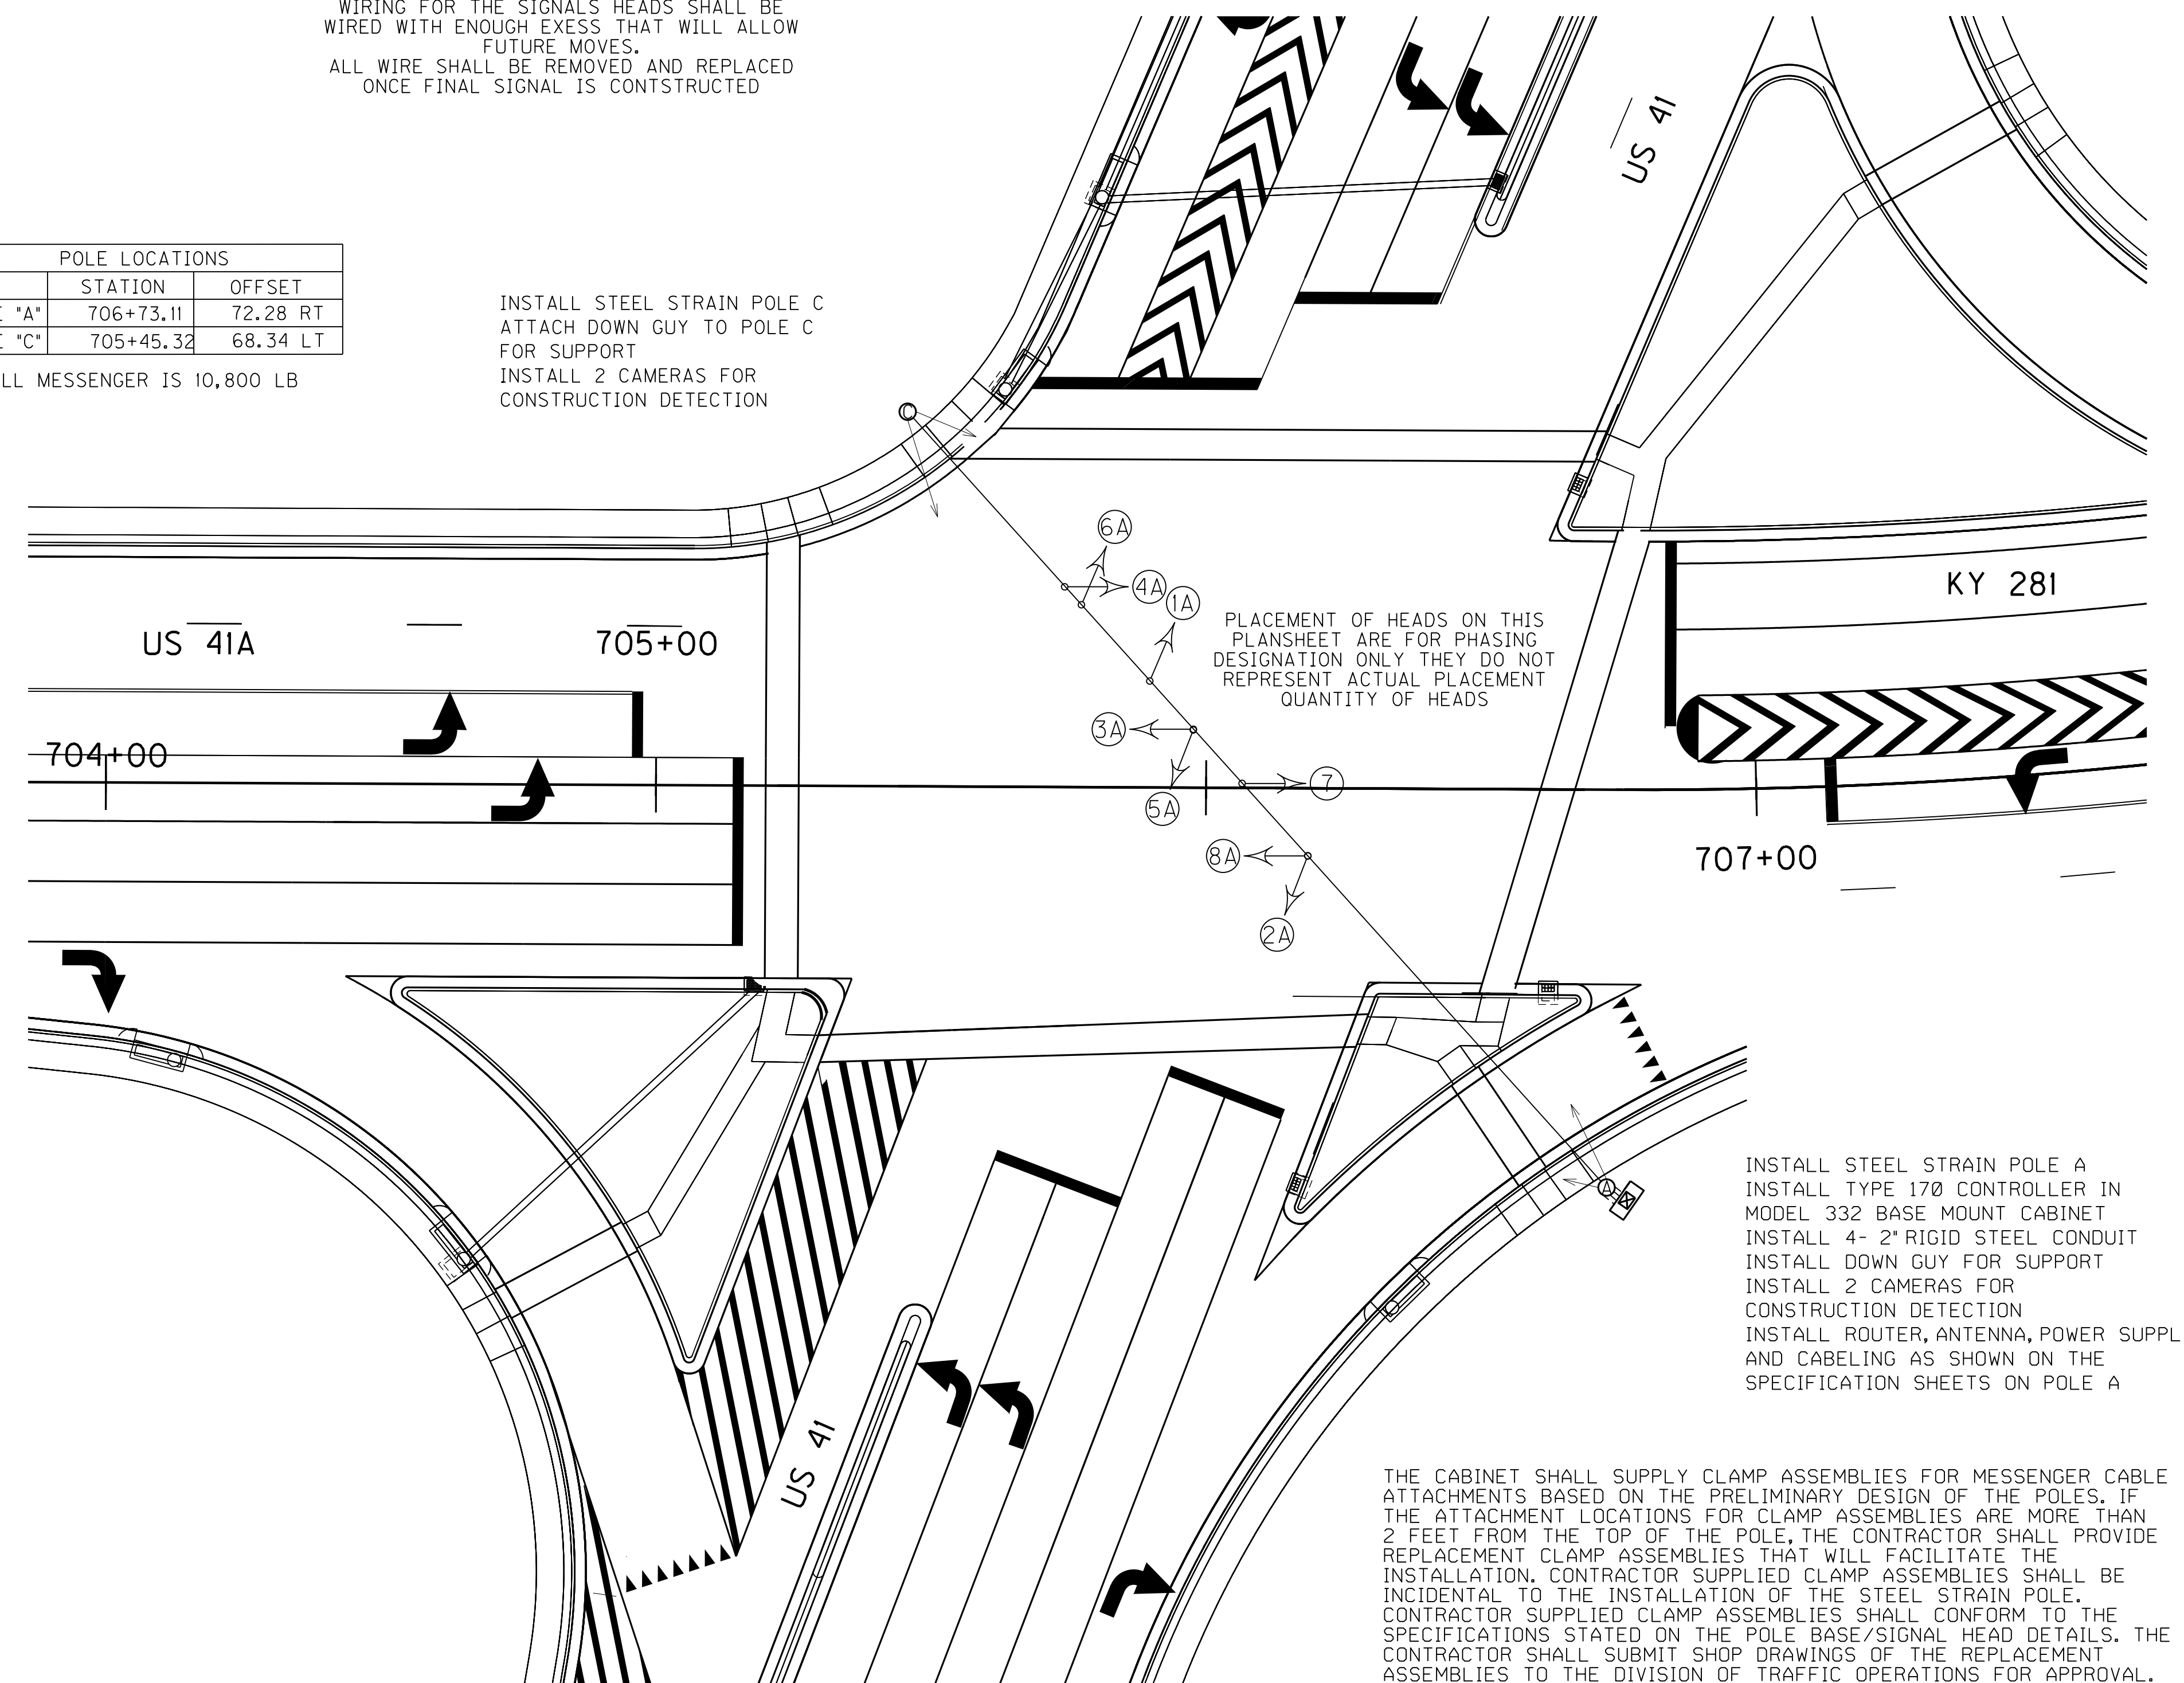 WIRING FOR THE SIGNALS HEADS SHALL BE
WIRED WITH ENOUGH EXESS THAT WILL ALLOW
FUTURE MOVES.
ALL WIRE SHALL BE REMOVED AND REPLACED
ONCE FINAL SIGNAL IS CONTSTRUCTED
US 41
POLE LOCATIONS
STATION OFFSET
E "A" 706+73.11 72.28 RT
E "C" 705+45.32 68.34 LT
LL MESSENGER IS 10,800 LB
INSTALL STEEL STRAIN POLE C
ATTACH DOWN GUY TO POLE C
FOR SUPPORT
INSTALL 2 CAMERAS FOR
CONSTRUCTION DETECTION
C
6A
4A
1A
KY 281
US 41A
705+00
PLACEMENT OF HEADS ON THIS
PLANSHEET ARE FOR PHASING
DESIGNATION ONLY THEY DO NOT
REPRESENT ACTUAL PLACEMENT
QUANTITY OF HEADS
3A
704+00
7
5A
8A
707+00
2A
A
INSTALL STEEL STRAIN POLE A
INSTALL TYPE 170 CONTROLLER IN
MODEL 332 BASE MOUNT CABINET
INSTALL 4- 2" RIGID STEEL CONDUIT
INSTALL DOWN GUY FOR SUPPORT
INSTALL 2 CAMERAS FOR
CONSTRUCTION DETECTION
INSTALL ROUTER, ANTENNA, POWER SUPPL
AND CABELING AS SHOWN ON THE
SPECIFICATION SHEETS ON POLE A
US 41
THE CABINET SHALL SUPPLY CLAMP ASSEMBLIES FOR MESSENGER CABLE
ATTACHMENTS BASED ON THE PRELIMINARY DESIGN OF THE POLES. IF
THE ATTACHMENT LOCATIONS FOR CLAMP ASSEMBLIES ARE MORE THAN
2 FEET FROM THE TOP OF THE POLE, THE CONTRACTOR SHALL PROVIDE
REPLACEMENT CLAMP ASSEMBLIES THAT WILL FACILITATE THE
INSTALLATION. CONTRACTOR SUPPLIED CLAMP ASSEMBLIES SHALL BE
INCIDENTAL TO THE INSTALLATION OF THE STEEL STRAIN POLE.
CONTRACTOR SUPPLIED CLAMP ASSEMBLIES SHALL CONFORM TO THE
SPECIFICATIONS STATED ON THE POLE BASE/SIGNAL HEAD DETAILS. THE
CONTRACTOR SHALL SUBMIT SHOP DRAWINGS OF THE REPLACEMENT
ASSEMBLIES TO THE DIVISION OF TRAFFIC OPERATIONS FOR APPROVAL.